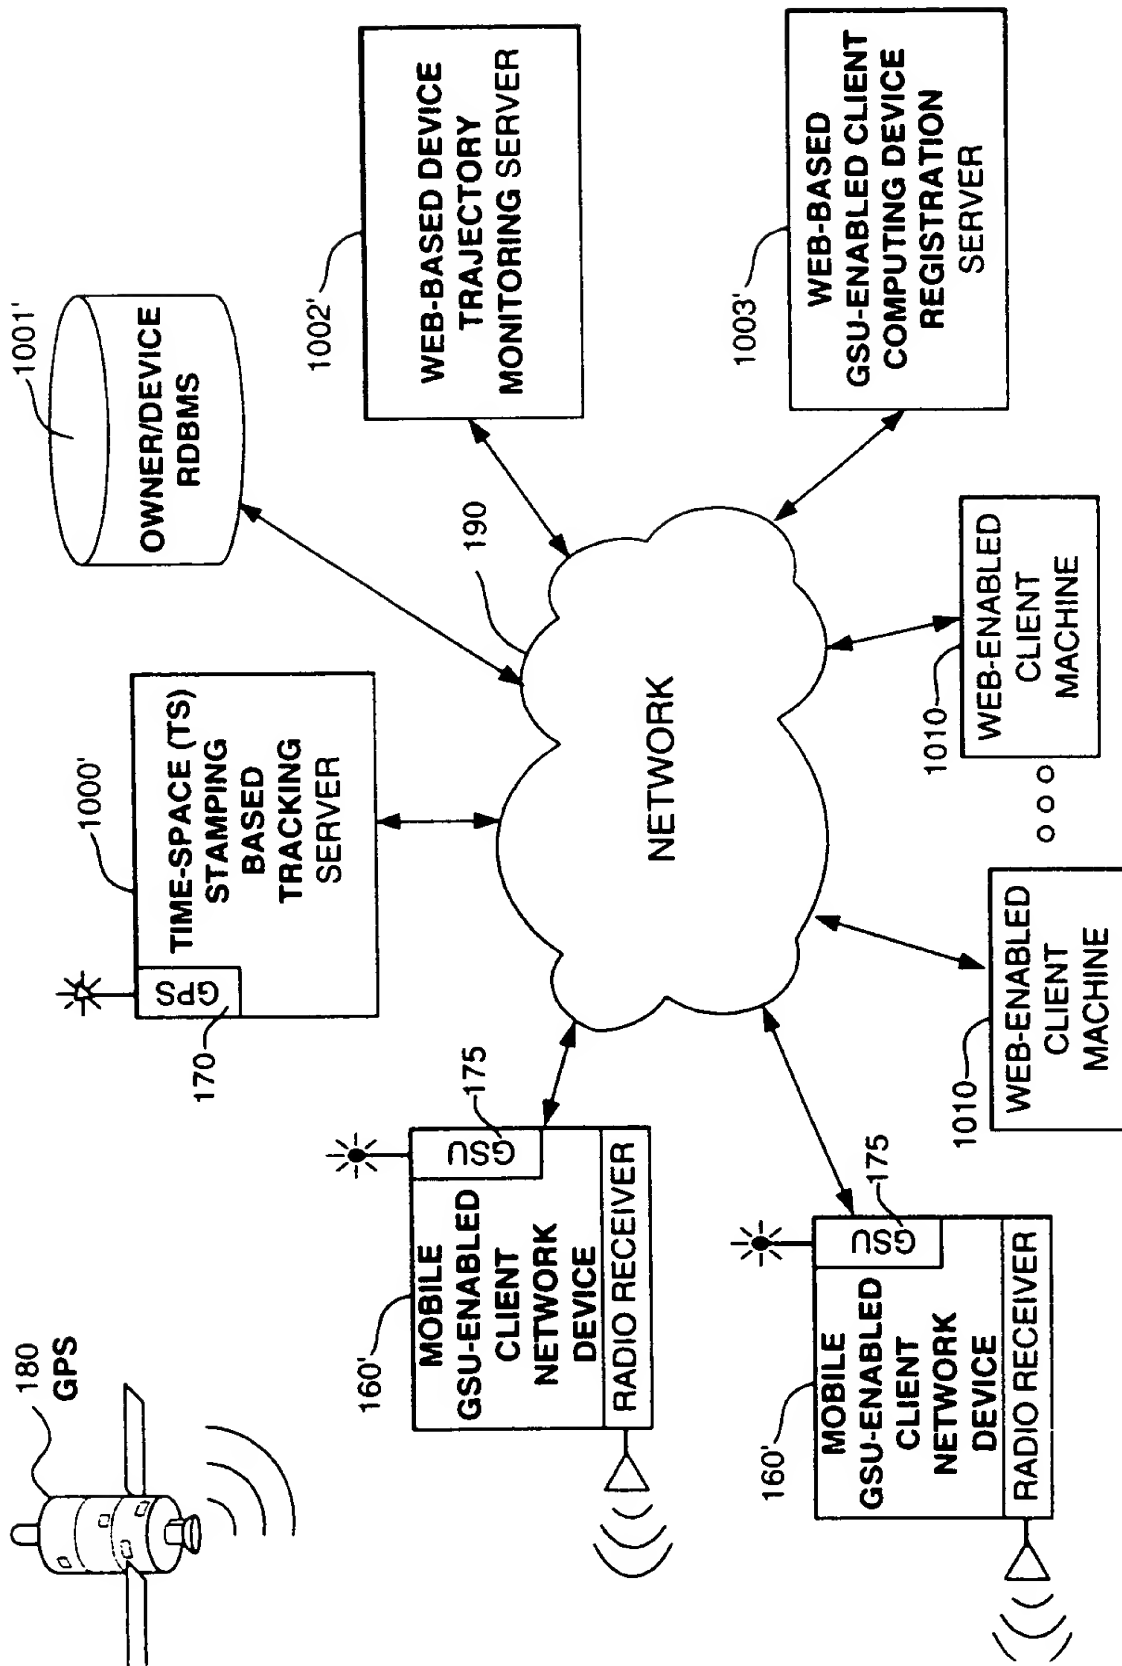 180
GPS
160'
MOBILE
GSU-ENABLED
CLIENT
NETWORK
DEVICE
GSU
175
RADIO RECEIVER
160'
MOBILE
GSU-ENABLED
CLIENT
NETWORK
DEVICE
GSU
175
RADIO RECEIVER
1000'
170
GPS
TIME-SPACE (TS)
STAMPING
BASED
TRACKING
SERVER
190
NETWORK
1010
WEB-ENABLED
CLIENT
MACHINE
1010
WEB-ENABLED
CLIENT
MACHINE
1001'
OWNER/DEVICE
RDBMS
1002'
WEB-BASED DEVICE
TRAJECTORY
MONITORING SERVER
1003'
WEB-BASED
GSU-ENABLED CLIENT
COMPUTING DEVICE
REGISTRATION
SERVER